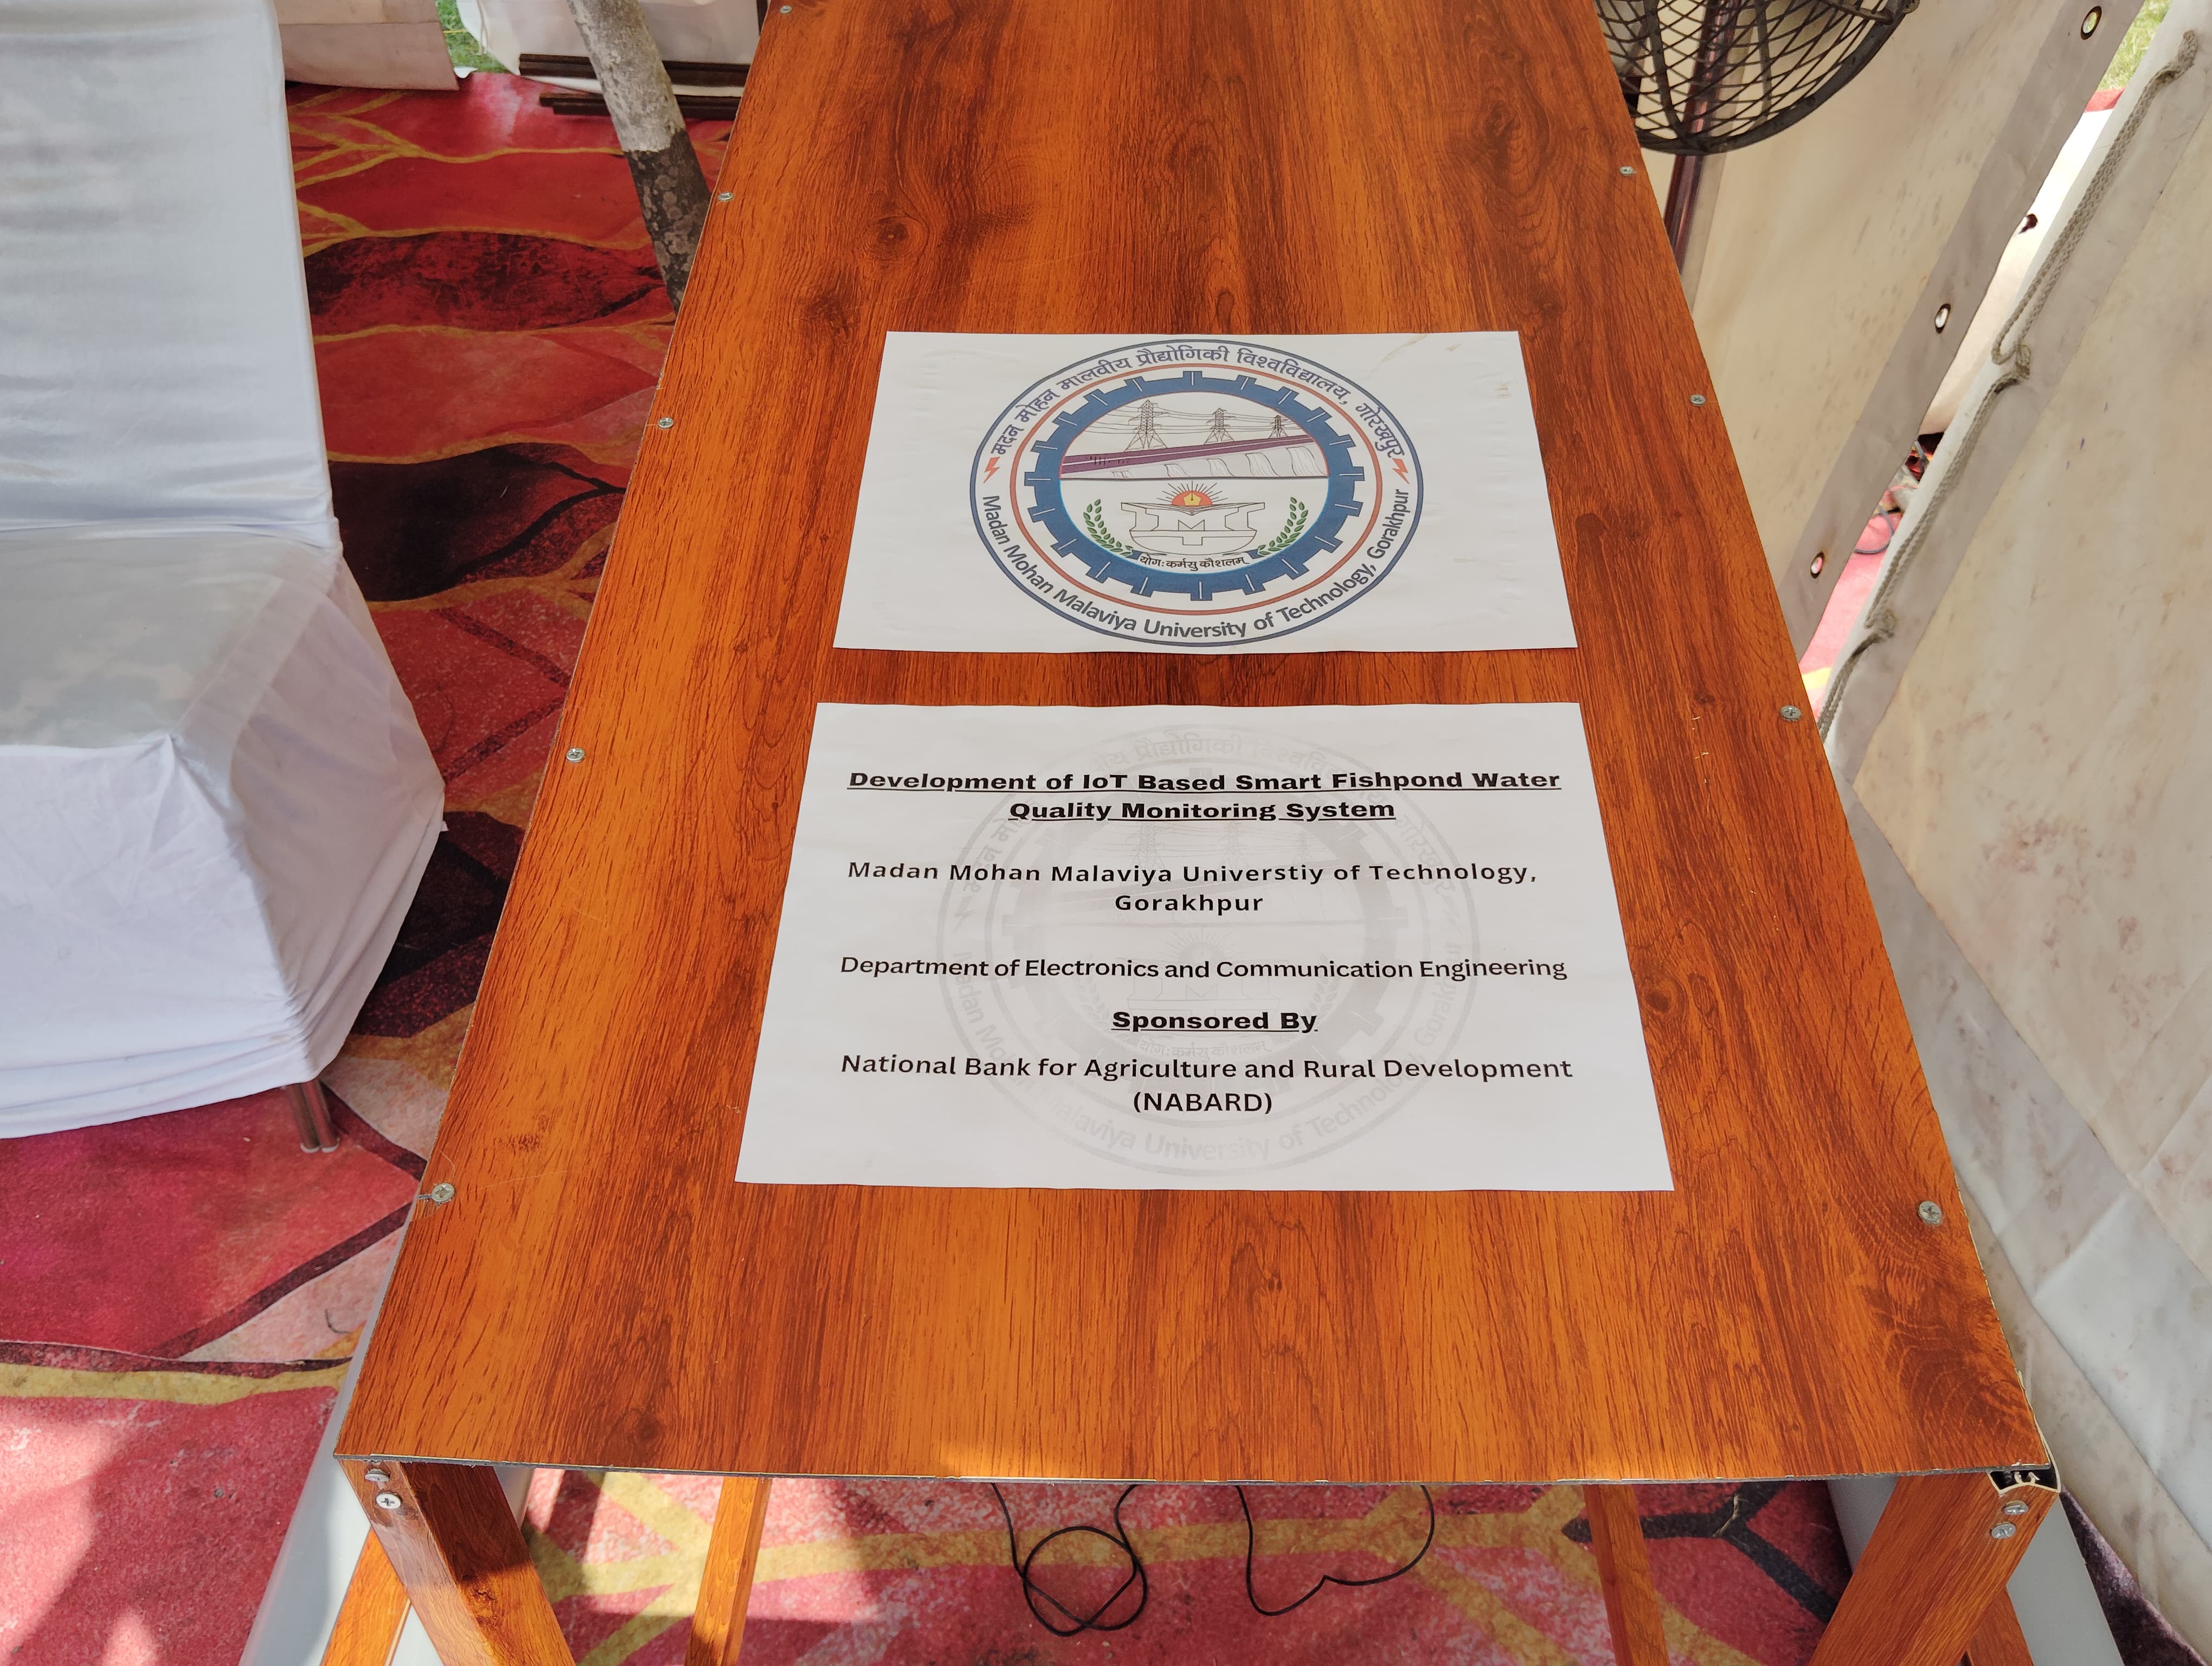 मदन मोहन मालवीय प्रौद्योगिकी विश्वविद्यालय, गोरखपुर
योगः कर्मसु कौशलम्
Madan Mohan Malaviya University of Technology, Gorakhpur
Development of IoT Based Smart Fishpond Water
Quality Monitoring System
Madan Mohan Malaviya Universtiy of Technology,
Gorakhpur
Department of Electronics and Communication Engineering
Sponsored By
National Bank for Agriculture and Rural Development
(NABARD)